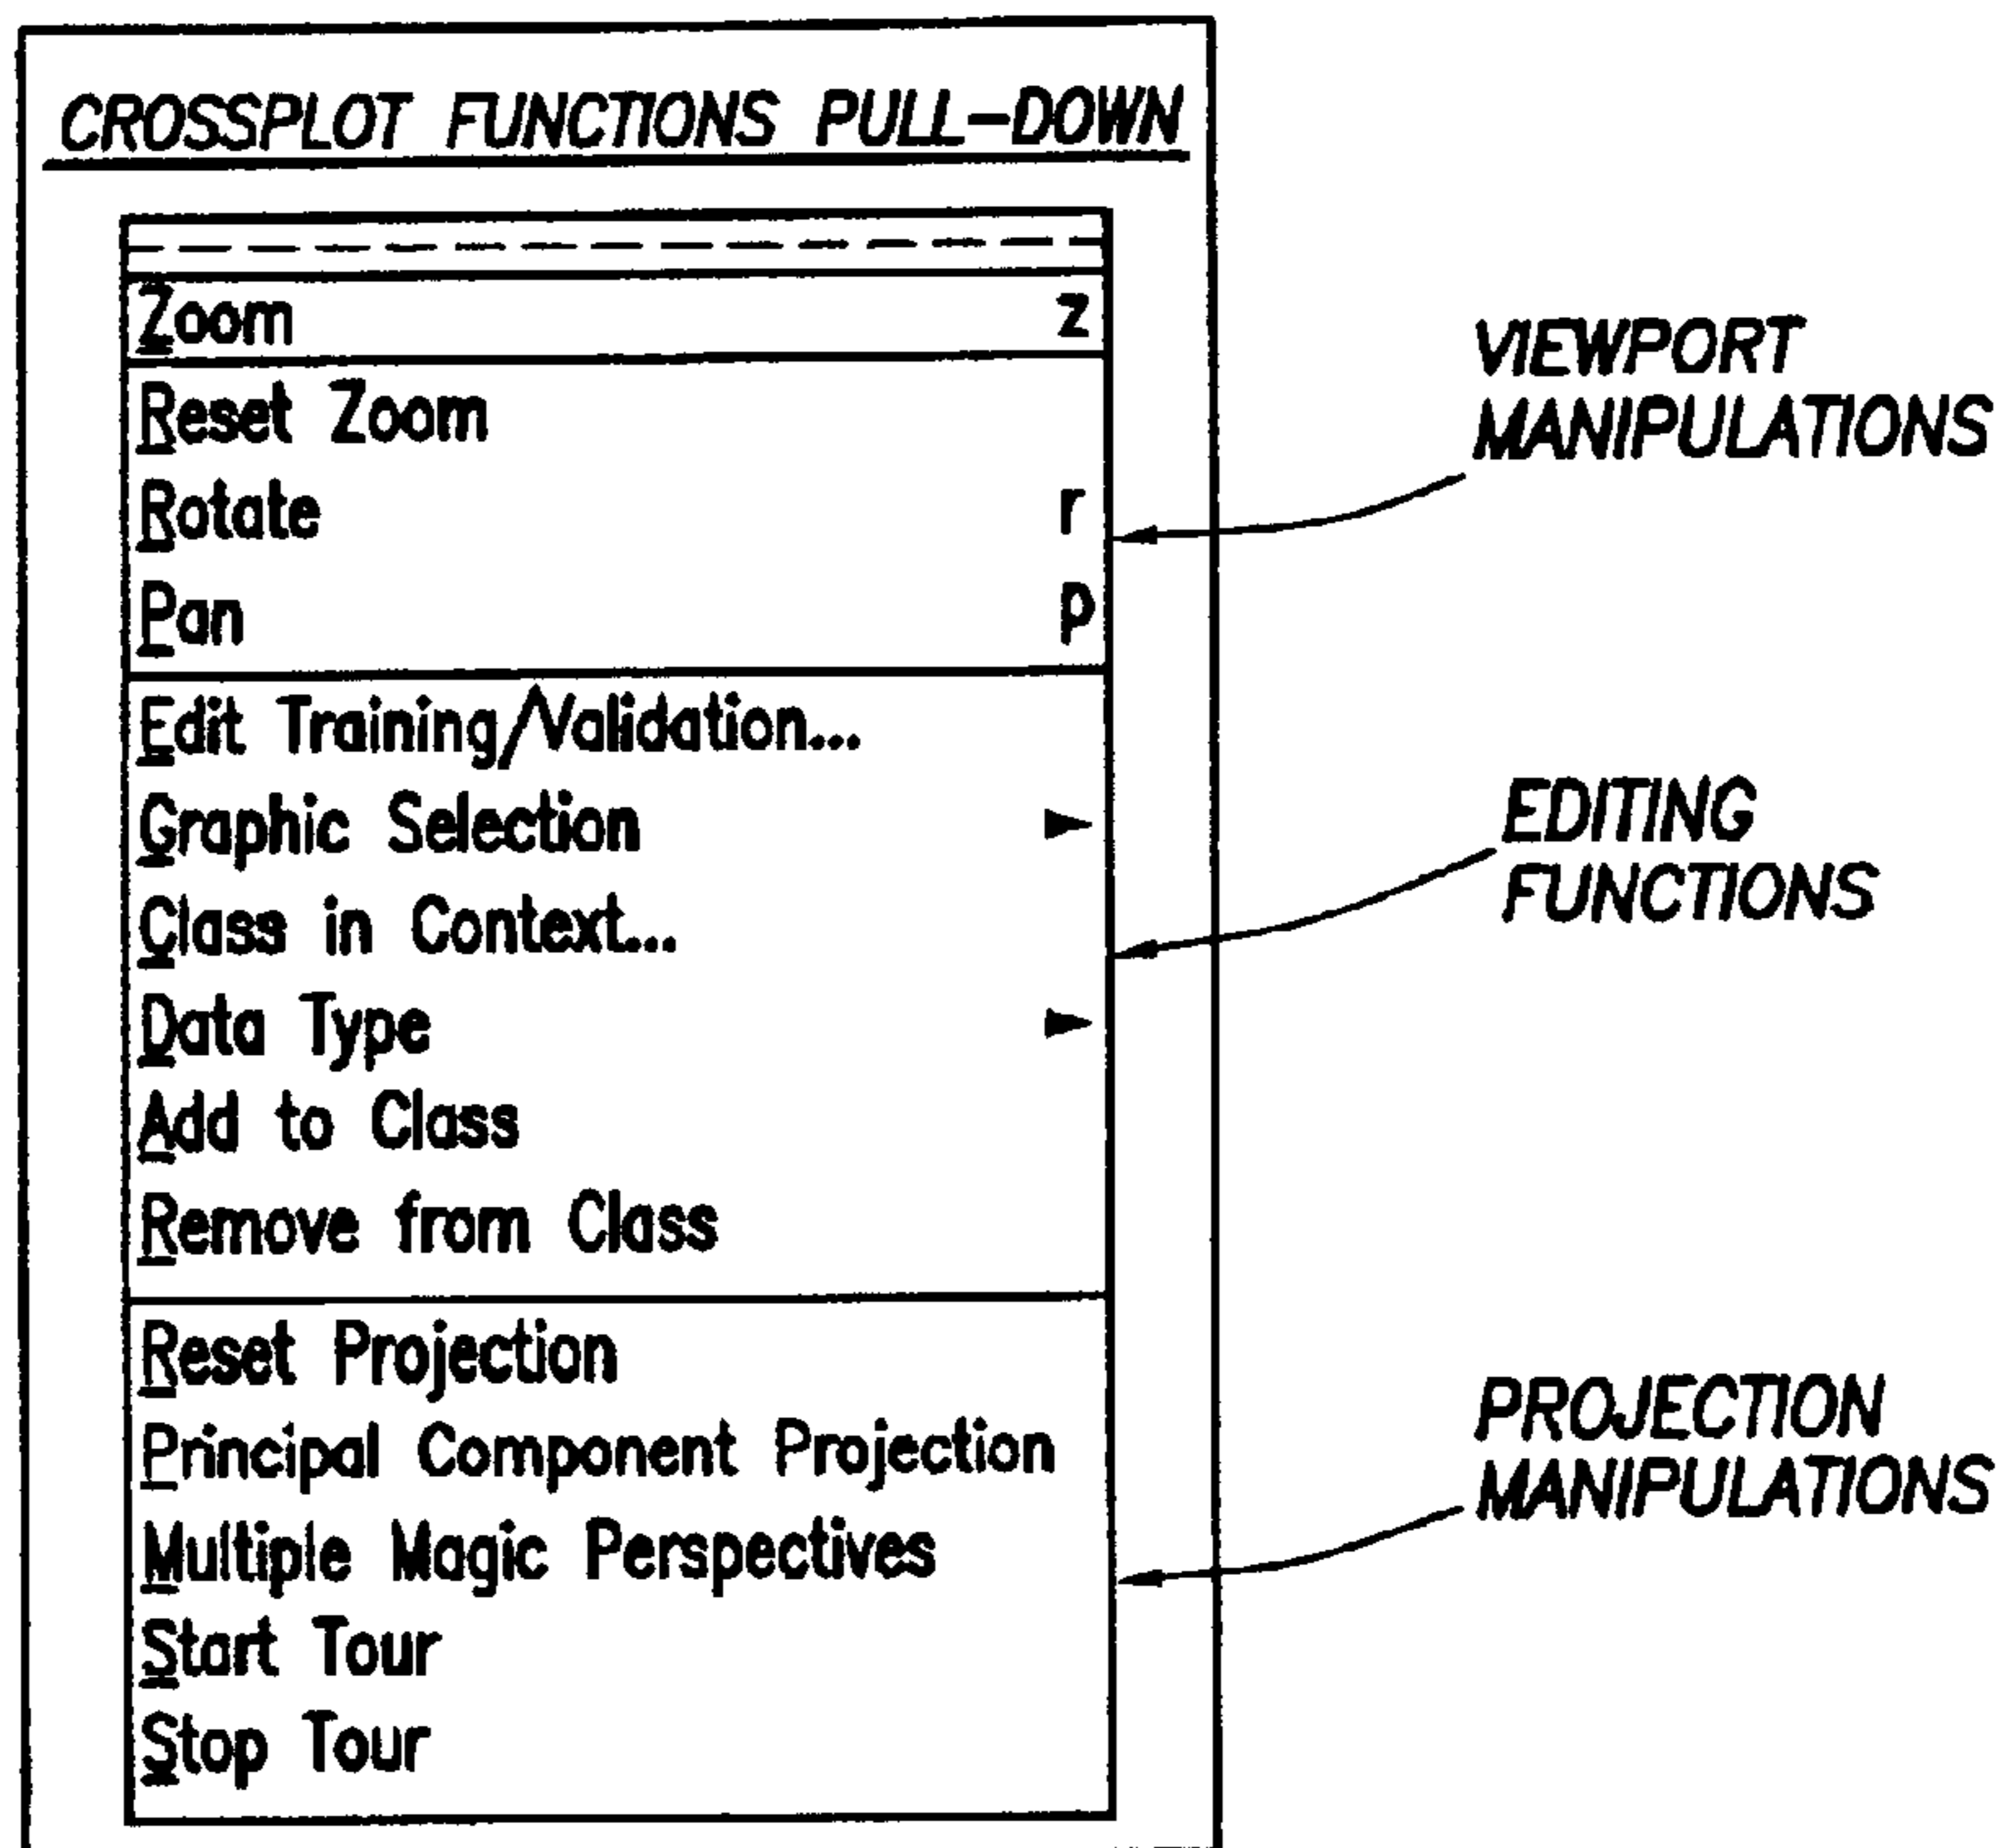 CROSSPLOT FUNCTIONS PULL-DOWN
Zoom z
Reset Zoom
Rotate r
Pan p
VIEWPORT
MANIPULATIONS
Edit Training/Validation...
Graphic Selection
Class in Context...
Data Type
Add to Class
Remove from Class
EDITING
FUNCTIONS
Reset Projection
Principal Component Projection
Multiple Magic Perspectives
Start Tour
Stop Tour
PROJECTION
MANIPULATIONS